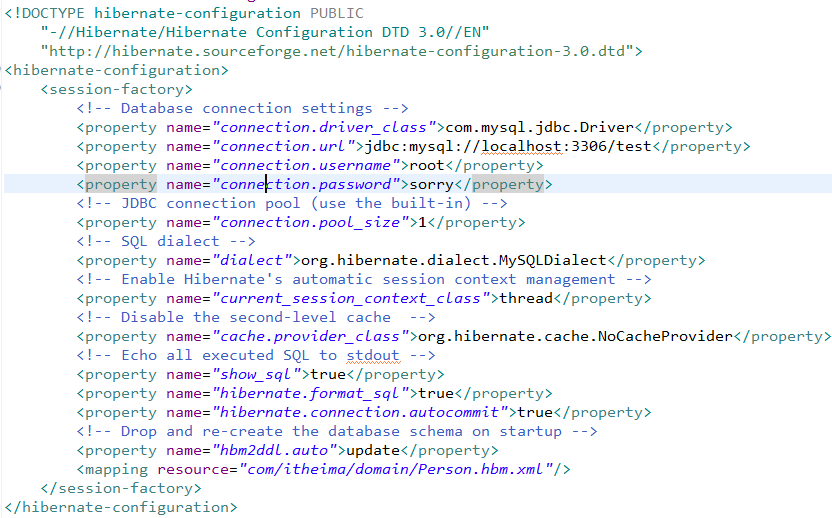 <!DOCTYPE hibernate-configuration PUBLIC
"-//Hibernate/Hibernate Configuration DTD 3.0//EN"
"http://hibernate.sourceforge.net/hibernate-configuration-3.0.dtd">
<hibernate-configuration>
<session-factory>
<!-- Database connection settings -->
<property name="connection.driver_class">com.mysql.jdbc.Driver</property>
<property name="connection.url">jdbc:mysql://localhost:3306/test</property>
<property name="connection.username">root</property>
<property name="connection.password">sorry</property>
<!-- JDBC connection pool (use the built-in) -->
<property name="connection.pool_size">1</property>
<!-- SQL dialect -->
<property name="dialect">org.hibernate.dialect.MySQLDialect</property>
<!-- Enable Hibernate's automatic session context management -->
<property name="current_session_context_class">thread</property>
<!-- Disable the second-level cache  -->
<property name="cache.provider_class">org.hibernate.cache.NoCacheProvider</property>
<!-- Echo all executed SQL to stdout -->
<property name="show_sql">true</property>
<property name="hibernate.format_sql">true</property>
<property name="hibernate.connection.autocommit">true</property>
<!-- Drop and re-create the database schema on startup -->
<property name="hbm2ddl.auto">update</property>
<mapping resource="com/itheima/domain/Person.hbm.xml"/>
</session-factory>
</hibernate-configuration>